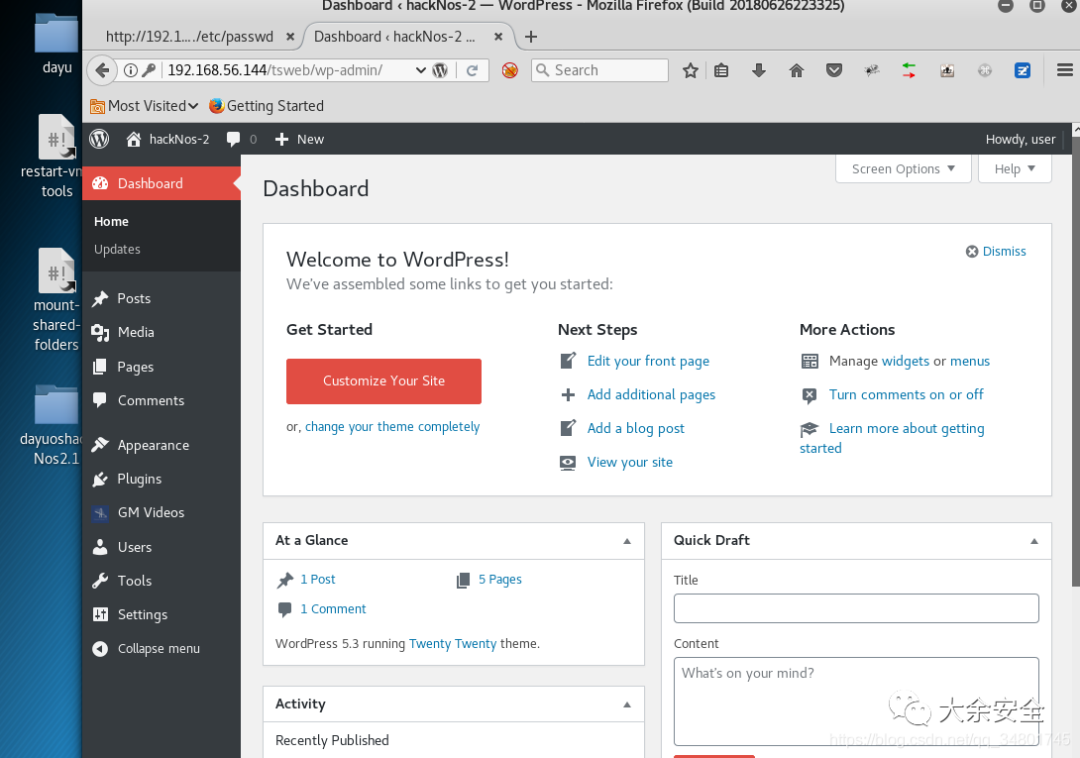 Dashboard ‹ hackNos-2 — WordPress - Mozilla Firefox (Build 20180626223325)
http://192.1..../etc/passwd
Dashboard ‹ hackNos-2 ...
192.168.56.144/tsweb/wp-admin/
Search
Most Visited
Getting Started
dayu
restart-vm
tools
mount-
shared-
folders
dayuosha
Nos2.1
hackNos-2
0
New
Howdy, user
Dashboard
Home
Updates
Posts
Media
Pages
Comments
Appearance
Plugins
GM Videos
Users
Tools
Settings
Collapse menu
Screen Options
Help
Dashboard
Welcome to WordPress!
Dismiss
We've assembled some links to get you started:
Get Started
Customize Your Site
or, change your theme completely
Next Steps
Edit your front page
Add additional pages
Add a blog post
View your site
More Actions
Manage widgets or menus
Turn comments on or off
Learn more about getting
started
At a Glance
1 Post
5 Pages
1 Comment
WordPress 5.3 running Twenty Twenty theme.
Activity
Recently Published
Quick Draft
Title
Content
What's on your mind?
大余安全
https://blog.csdn.net/qq_34801745